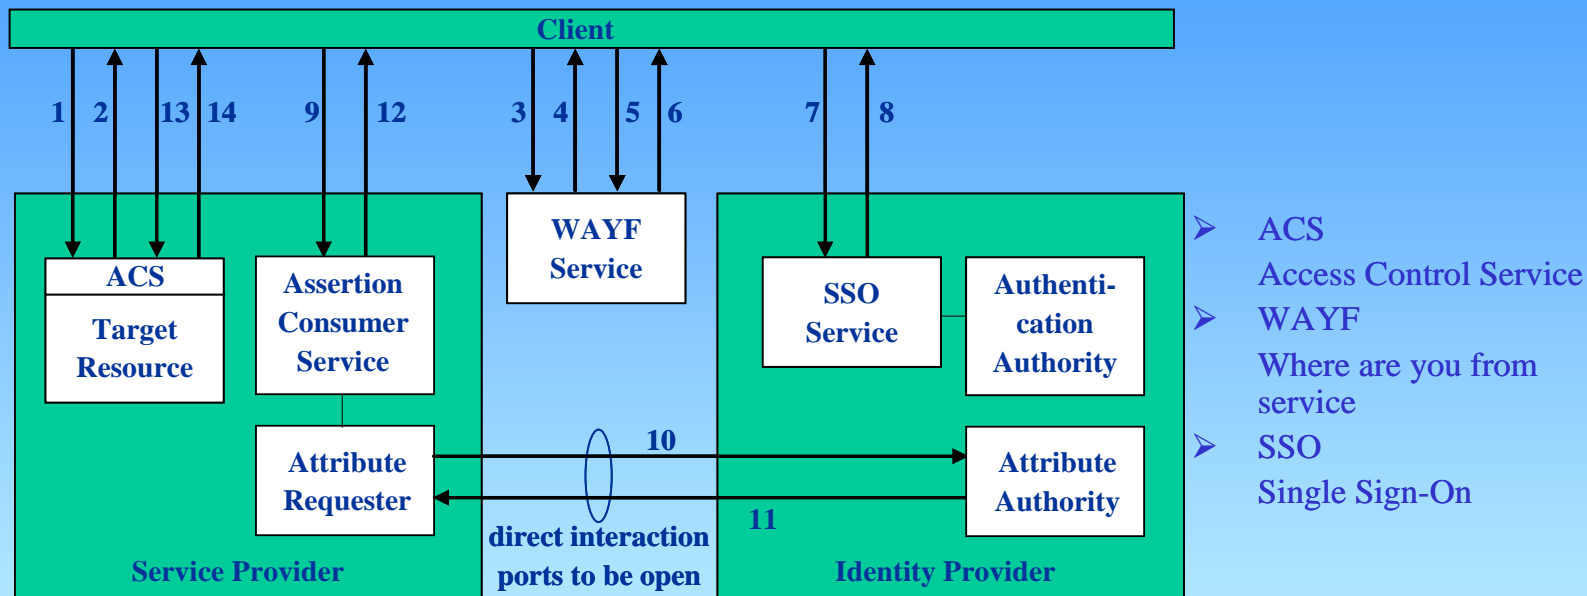 Client
1 2 13 14 9 12 3 4 5 6 7 8
ACS
Target
Resource
Assertion
Consumer
Service
Attribute
Requester
Service Provider
WAYF
Service
10
11
direct interaction
ports to be open
SSO
Service
Authenti-
cation
Authority
Attribute
Authority
Identity Provider
➢ ACS
Access Control Service
➢ WAYF
Where are you from
service
➢ SSO
Single Sign-On